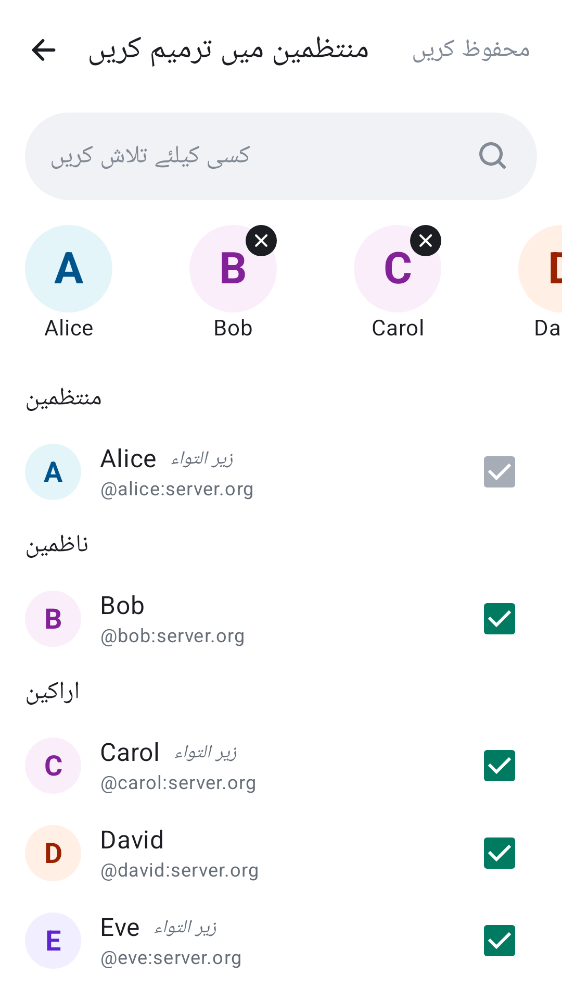 منتظمین میں ترمیم کریں
محفوظ کریں
کسی کیلئے تلاش کریں
A
B
C
D
Alice
Bob
Carol
Da
منتظمین
A
Alice زیر التواء
@alice:server.org
ناظمین
B
Bob
@bob:server.org
اراکین
C
Carol زیر التواء
@carol:server.org
D
David
@david:server.org
E
Eve زیر التواء
@eve:server.org